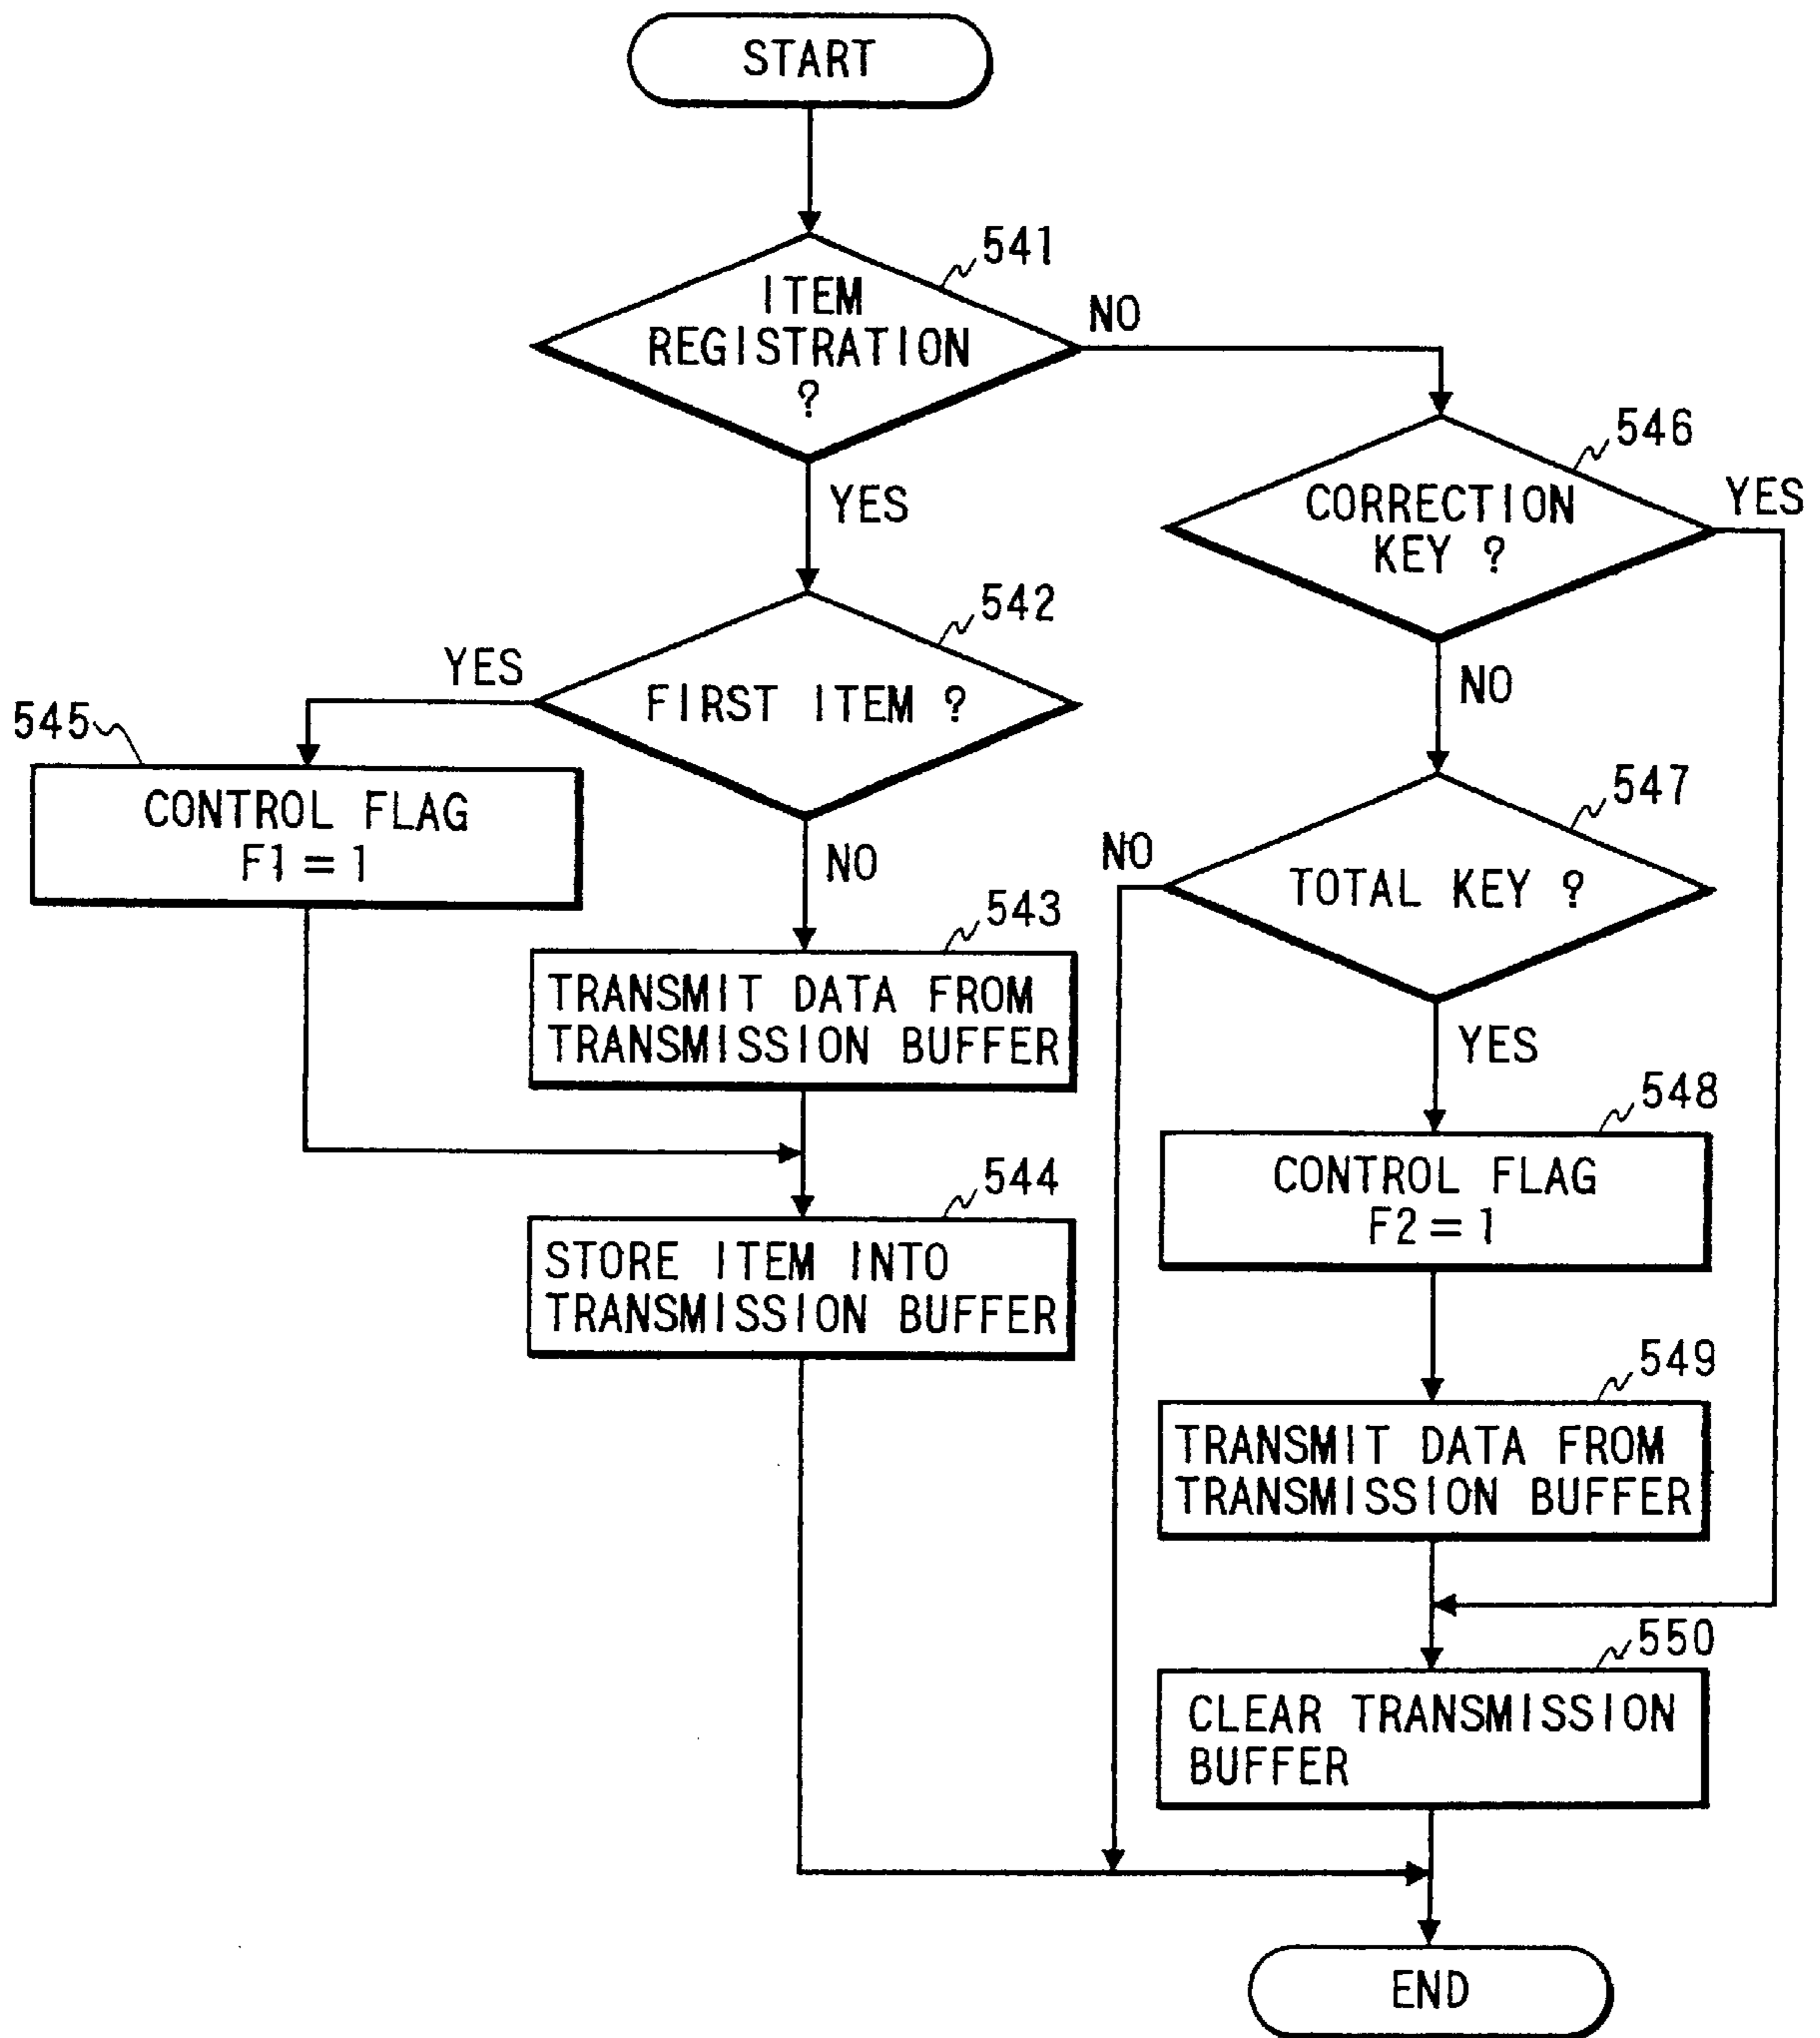 START
541
ITEM
REGISTRATION
?
NO
YES
546
CORRECTION
KEY ?
YES
NO
542
FIRST ITEM ?
YES
NO
545
CONTROL FLAG
F1 = 1
547
TOTAL KEY ?
NO
YES
543
TRANSMIT DATA FROM
TRANSMISSION BUFFER
548
CONTROL FLAG
F2 = 1
544
STORE ITEM INTO
TRANSMISSION BUFFER
549
TRANSMIT DATA FROM
TRANSMISSION BUFFER
550
CLEAR TRANSMISSION
BUFFER
END